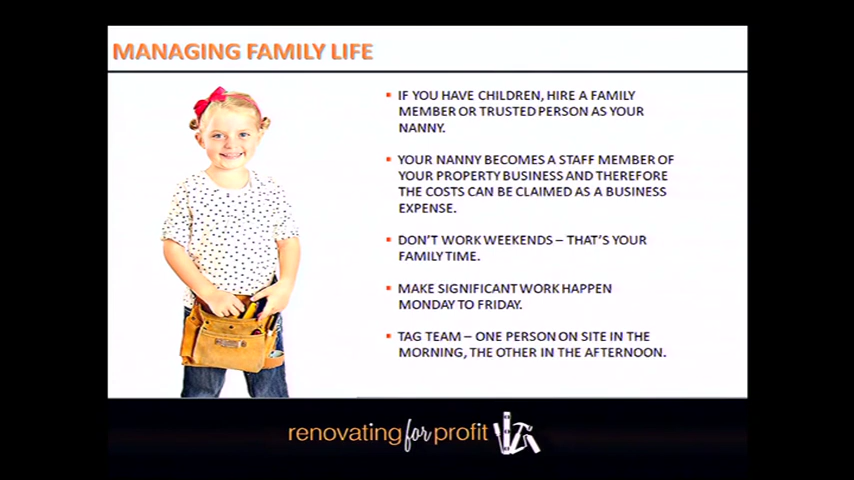 MANAGING FAMILY LIFE
IF YOU HAVE CHILDREN, HIRE A FAMILY
MEMBER OR TRUSTED PERSON AS YOUR
NANNY.
YOUR NANNY BECOMES A STAFF MEMBER OF
YOUR PROPERTY BUSINESS AND THEREFORE
THE COSTS CAN BE CLAIMED AS A BUSINESS
EXPENSE.
DON'T WORK WEEKENDS – THAT'S YOUR
FAMILY TIME.
MAKE SIGNIFICANT WORK HAPPEN
MONDAY TO FRIDAY.
TAG TEAM – ONE PERSON ON SITE IN THE
MORNING, THE OTHER IN THE AFTERNOON.
renovating for profit